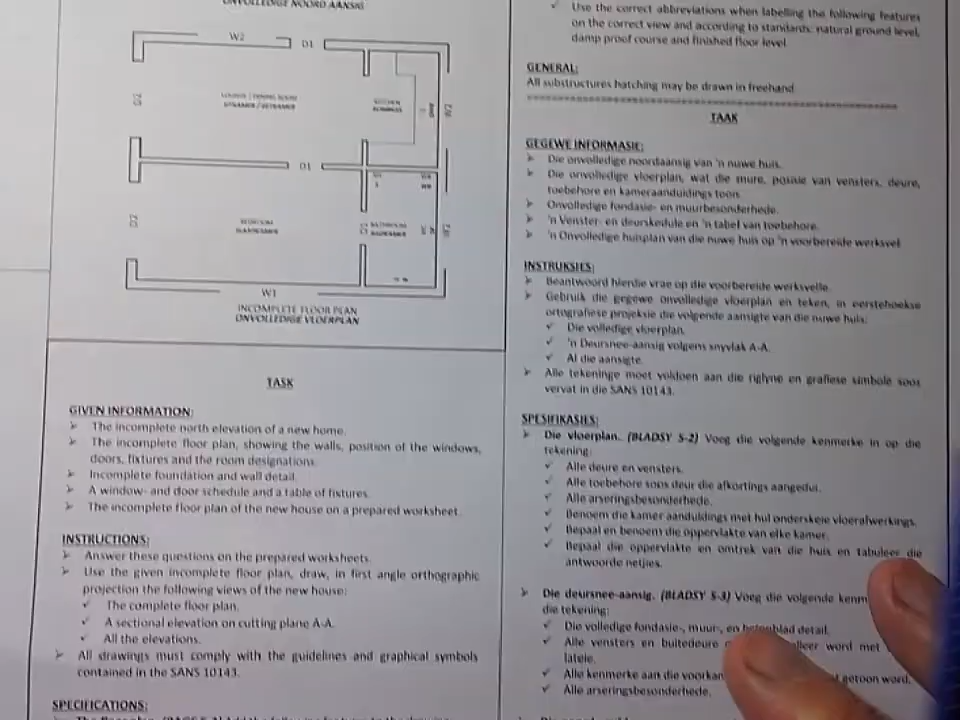 ONVOLLEDIGE NOORD AANSIG
W2
D1
D1
W1
INCOMPLETE FLOOR PLAN
ONVOLLEDIGE VLOERPLAN
TASK
GIVEN INFORMATION:
➢ The incomplete north elevation of a new home.
➢ The incomplete floor plan, showing the walls, position of the windows,
doors, fixtures and the room designations.
➢ Incomplete foundation and wall detail.
➢ A window- and door schedule and a table of fixtures.
➢ The incomplete floor plan of the new house on a prepared worksheet.
INSTRUCTIONS:
➢ Answer these questions on the prepared worksheets.
➢ Use the given incomplete floor plan, draw, in first angle orthographic
projection the following views of the new house:
✓ The complete floor plan.
✓ A sectional elevation on cutting plane A-A.
✓ All the elevations.
➢ All drawings must comply with the guidelines and graphical symbols
contained in the SANS 10143.
SPECIFICATIONS:
✓ Use the correct abbreviations when labelling the following features
on the correct view and according to standards: natural ground level,
damp proof course and finished floor level
GENERAL:
All substructures hatching may be drawn in freehand.
TAAK
GEGEWE INFORMASIE:
➢ Die onvolledige noordaansig van 'n nuwe huis.
➢ Die onvolledige vloerplan, wat die mure, posisie van vensters, deure,
toebehore en kameraanduidings toon.
➢ Onvolledige fondasie- en muurbesonderhede.
➢ 'n Venster- en deurskedule en 'n tabel van toebehore.
➢ 'n Onvolledige huisplan van die nuwe huis op 'n voorbereide werksvel
INSTRUKSIES:
➢ Beantwoord hierdie vrae op die voorbereide werksvelle.
➢ Gebruik die gegewe onvolledige vloerplan en teken, in eerstehoekse
ortografiese projeksie die volgende aansigte van die nuwe huis:
✓ Die volledige vloerplan.
✓ 'n Deursnee-aansig volgens snyvlak A-A.
✓ Al die aansigte.
➢ Alle tekeninge moet voldoen aan die riglyne en grafiese simbole soos
vervat in die SANS 10143.
SPESIFIKASIES:
➢ Die vloerplan. (BLADSY 5-2) Voeg die volgende kenmerke in op die
tekening:
✓ Alle deure en vensters.
✓ Alle toebehore soos deur die afkortings aangedui.
✓ Alle arseringsbesonderhede.
✓ Benoem die kamer aanduidings met hul onderskeie vloerafwerkings.
✓ Bepaal en benoem die oppervlakte van elke kamer.
✓ Bepaal die oppervlakte en omtrek van die huis en tabuleer die
antwoorde netjies.
➢ Die deursnee-aansig. (BLADSY 5-3) Voeg die volgende
die tekening:
✓ Die volledige fondasie-, muur-, en detail.
✓ Alle vensters en buitedeure word met
lateie.
✓ Alle kenmerke aan die getoon word.
✓ Alle arseringsbesonderhede.